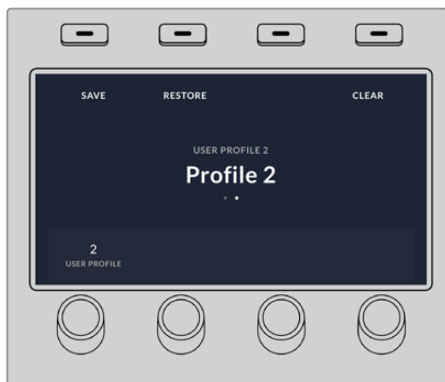 SAVE RESTORE CLEAR
USER PROFILE 2
Profile 2
2
USER PROFILE